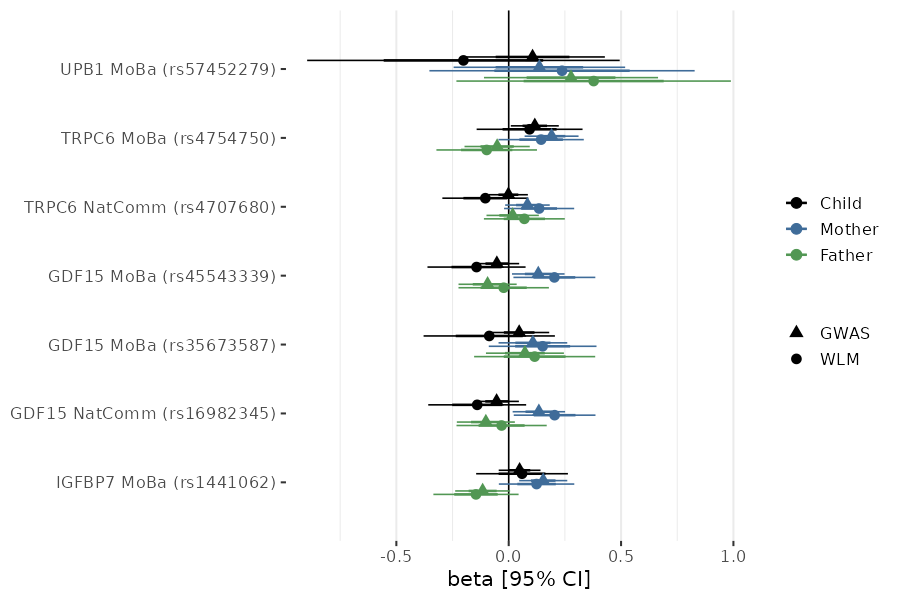 UPB1 MoBa (rs57452279)
TRPC6 MoBa (rs4754750)
TRPC6 NatComm (rs4707680)
GDF15 MoBa (rs45543339)
GDF15 MoBa (rs35673587)
GDF15 NatComm (rs16982345)
IGFBP7 MoBa (rs1441062)
-0.5 0.0 0.5 1.0
beta [95% CI]
Child
Mother
Father
GWAS
WLM